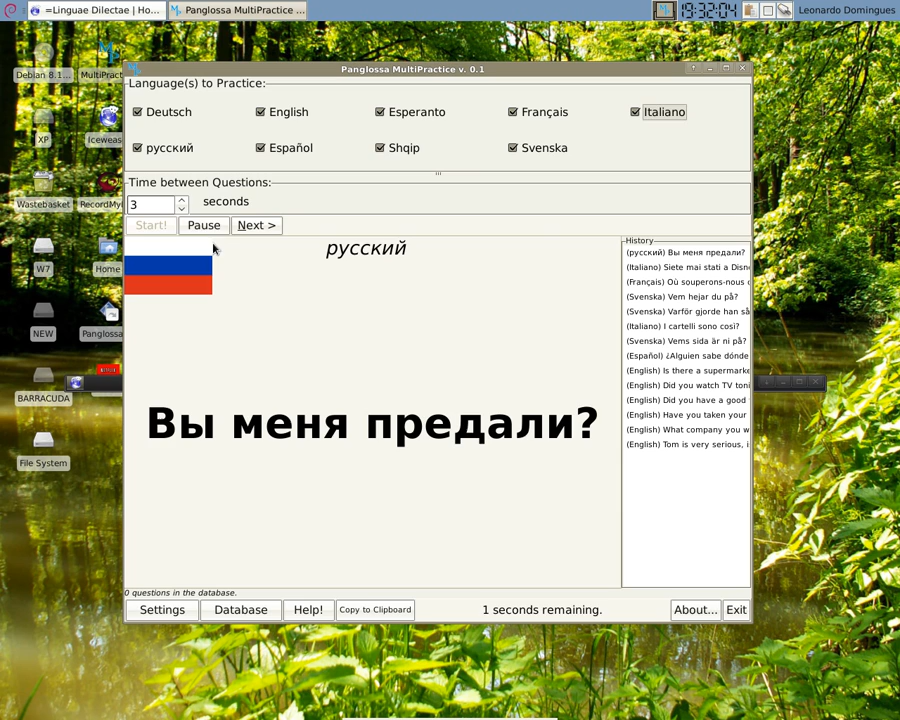 =Linguae Dilectae | Ho...
Panglossa MultiPractice ...
19:32:04
Leonardo Domingues
Debian 8.1...
MultiPract
XP
Iceweas
Wastebasket
RecordMy
W7
Home
NEW
Panglossa
BARRACUDA
File System
Panglossa MultiPractice v. 0.1
Language(s) to Practice:
Deutsch
English
Esperanto
Français
Italiano
русский
Español
Shqip
Svenska
Time between Questions:
3
seconds
Start!
Pause
Next >
русский
Вы меня предали?
History
(русский) Вы меня предали?
(Italiano) Siete mai stati a Disn
(Français) Où souperons-nous
(Svenska) Vem hejar du på?
(Svenska) Varför gjorde han så
(Italiano) I cartelli sono così?
(Svenska) Vems sida är ni på?
(Español) ¿Alguien sabe dónde
(English) Is there a supermarke
(English) Did you watch TV toni
(English) Did you have a good
(English) Have you taken your
(English) What company you w
(English) Tom is very serious, i
0 questions in the database.
Settings
Database
Help!
Copy to Clipboard
1 seconds remaining.
About...
Exit